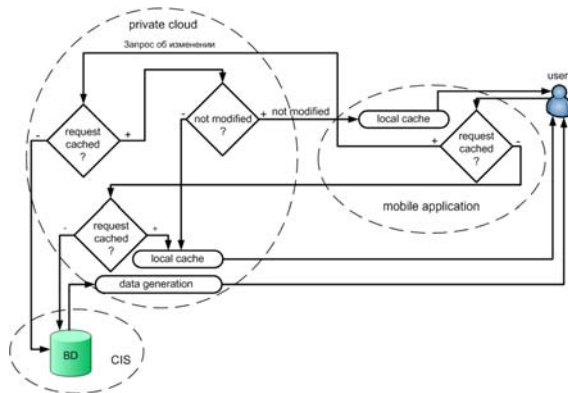 private cloud
Запрос об изменении
user
-
request
cached
?
+
-
not modified
?
+
not modified
local cache
+
request
cached
?
-
mobile application
-
request
cached
?
+
local cache
data generation
BD
CIS